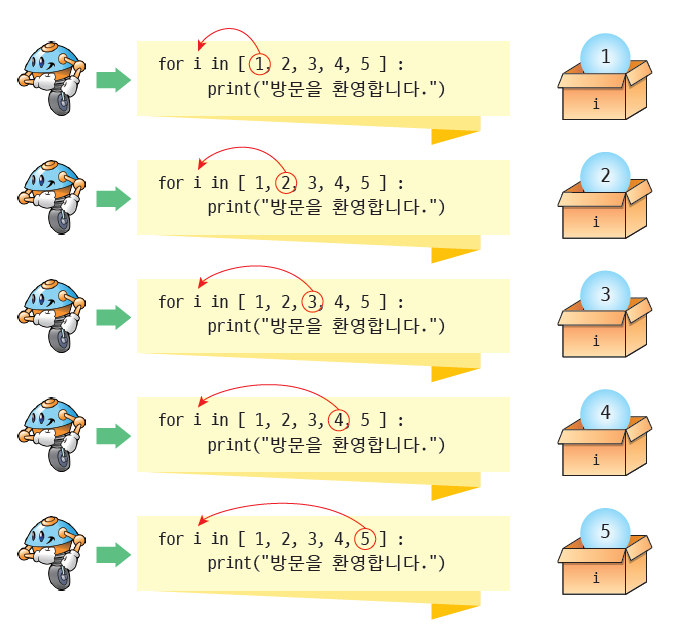 for i in [ 1, 2, 3, 4, 5 ] :
print("방문을 환영합니다.")
1
i
for i in [ 1, 2, 3, 4, 5 ] :
print("방문을 환영합니다.")
2
i
for i in [ 1, 2, 3, 4, 5 ] :
print("방문을 환영합니다.")
3
i
for i in [ 1, 2, 3, 4, 5 ] :
print("방문을 환영합니다.")
4
i
for i in [ 1, 2, 3, 4, 5 ] :
print("방문을 환영합니다.")
5
i